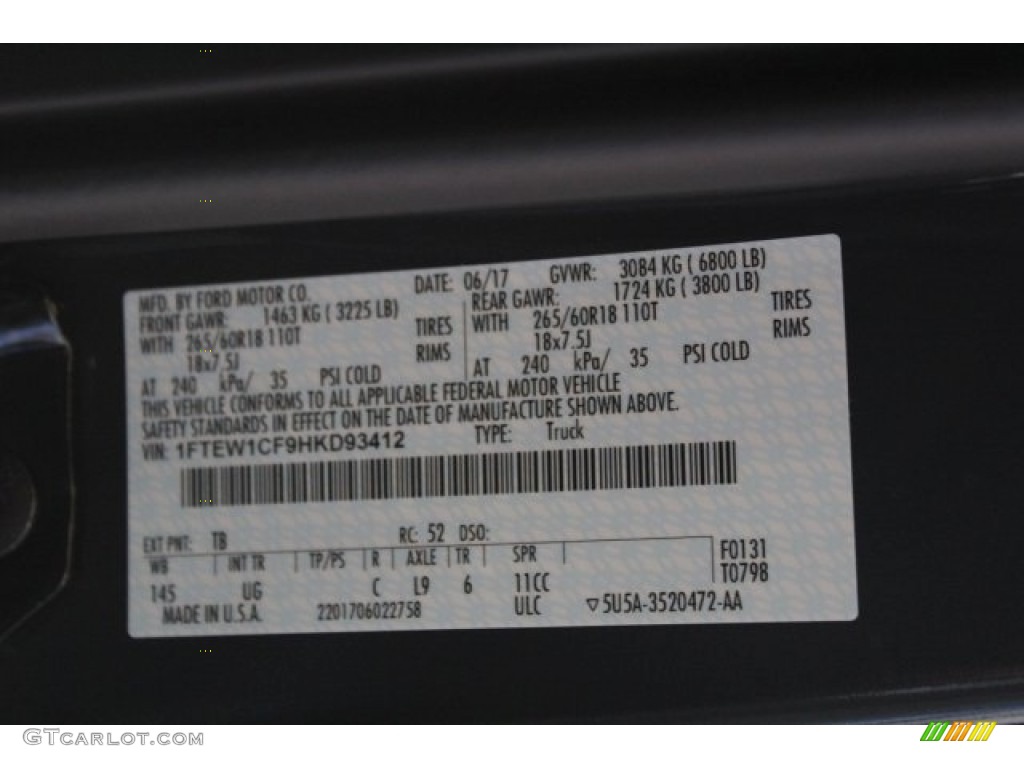 MFD. BY FORD MOTOR CO. DATE: 06/17 GVWR: 3084 KG ( 6800 LB)
FRONT GAWR: 1463 KG ( 3225 LB) REAR GAWR: 1724 KG ( 3800 LB)
WITH 265/60R18 110T TIRES WITH 265/60R18 110T TIRES
18x7.5J RIMS 18x7.5J RIMS
AT 240 kPa/ 35 PSI COLD AT 240 kPa/ 35 PSI COLD
THIS VEHICLE CONFORMS TO ALL APPLICABLE FEDERAL MOTOR VEHICLE
SAFETY STANDARDS IN EFFECT ON THE DATE OF MANUFACTURE SHOWN ABOVE.
VIN: 1FTEW1CF9HKD93412 TYPE: Truck
EXT PNT: TB RC: 52 DSO:
WB INT TR TP/PS R AXLE TR SPR F0131
145 UG C L9 6 11CC T0798
MADE IN U.S.A. 2201706022758 ULC ▽5U5A-3520472-AA
GTCARLOT.COM